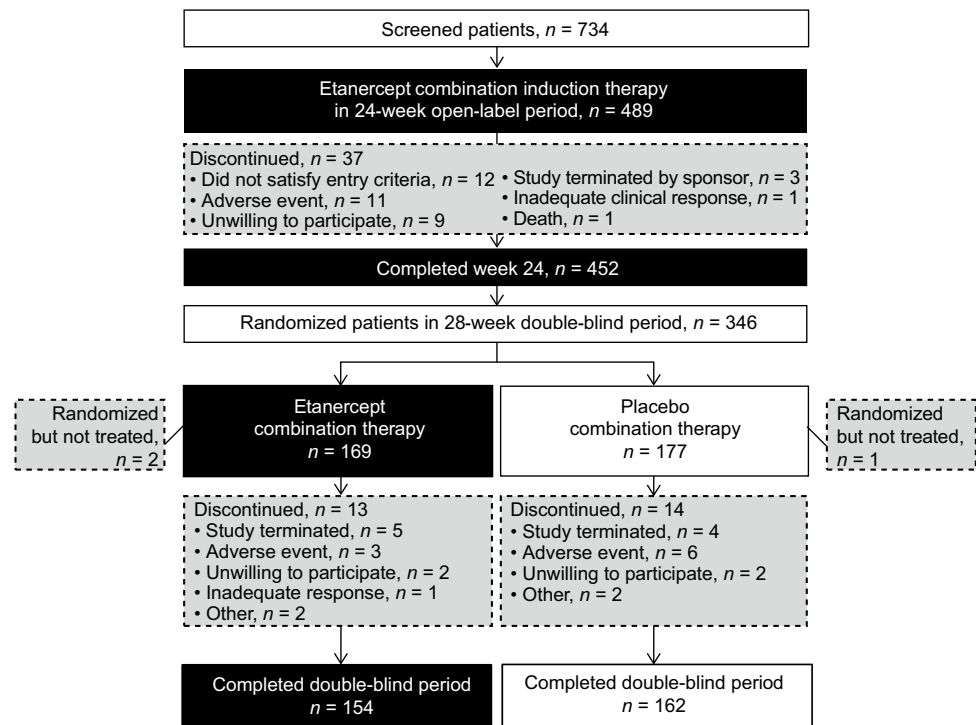 Screened patients, n = 734
Etanercept combination induction therapy
in 24-week open-label period, n = 489
Discontinued, n = 37
• Did not satisfy entry criteria, n = 12
• Adverse event, n = 11
• Unwilling to participate, n = 9
• Study terminated by sponsor, n = 3
• Inadequate clinical response, n = 1
• Death, n = 1
Completed week 24, n = 452
Randomized patients in 28-week double-blind period, n = 346
Randomized
but not treated,
n = 2
Etanercept
combination therapy
n = 169
Placebo
combination therapy
n = 177
Randomized
but not treated,
n = 1
Discontinued, n = 13
• Study terminated, n = 5
• Adverse event, n = 3
• Unwilling to participate, n = 2
• Inadequate response, n = 1
• Other, n = 2
Discontinued, n = 14
• Study terminated, n = 4
• Adverse event, n = 6
• Unwilling to participate, n = 2
• Other, n = 2
Completed double-blind period
n = 154
Completed double-blind period
n = 162